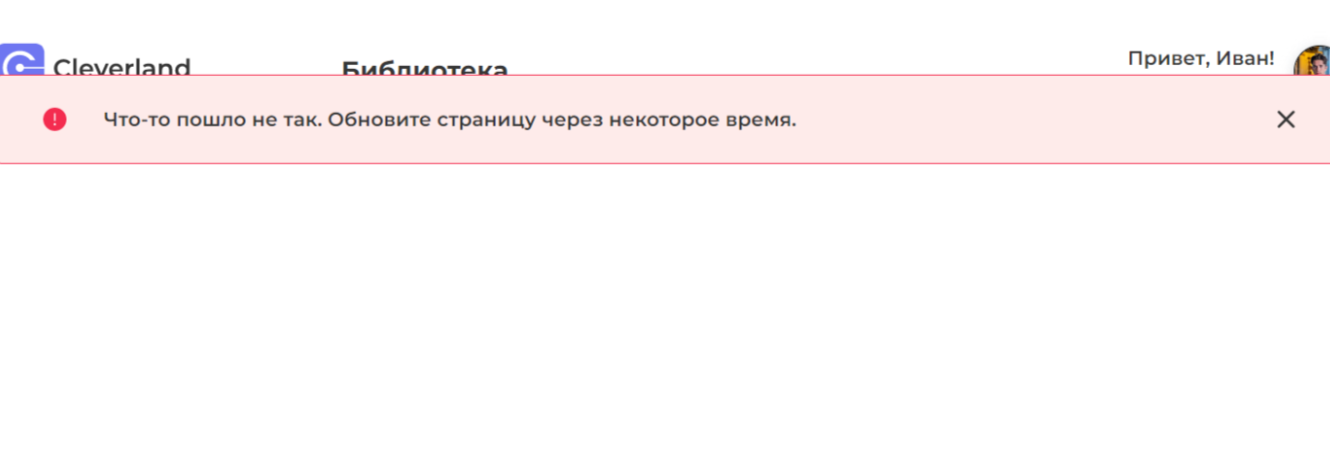 Cleverland
Библиотека
Привет, Иван!
Что-то пошло не так. Обновите страницу через некоторое время.